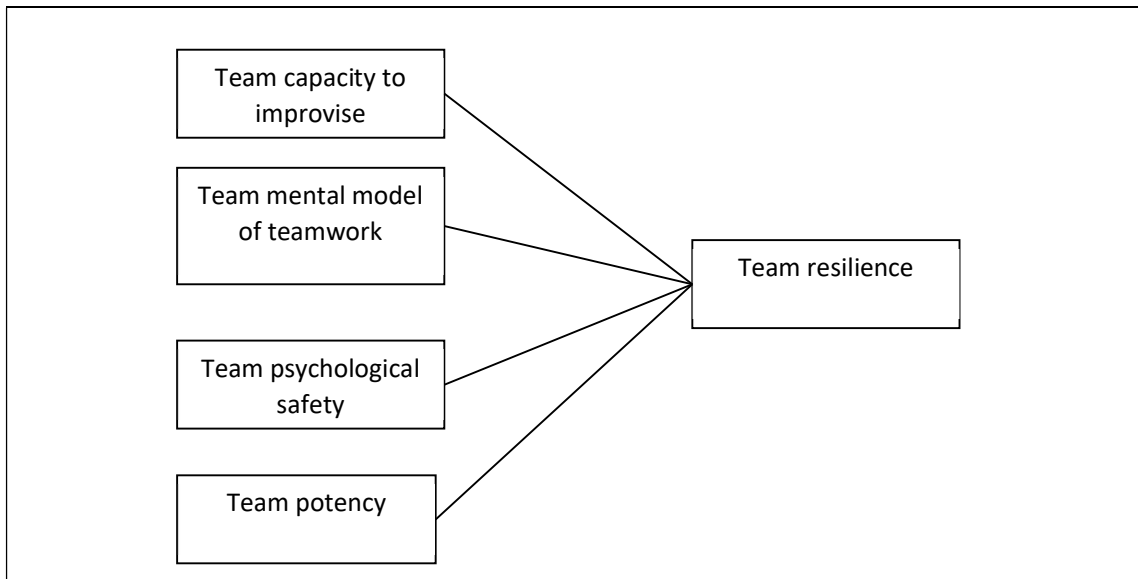 Team capacity to
improvise
Team mental model
of teamwork
Team resilience
Team psychological
safety
Team potency